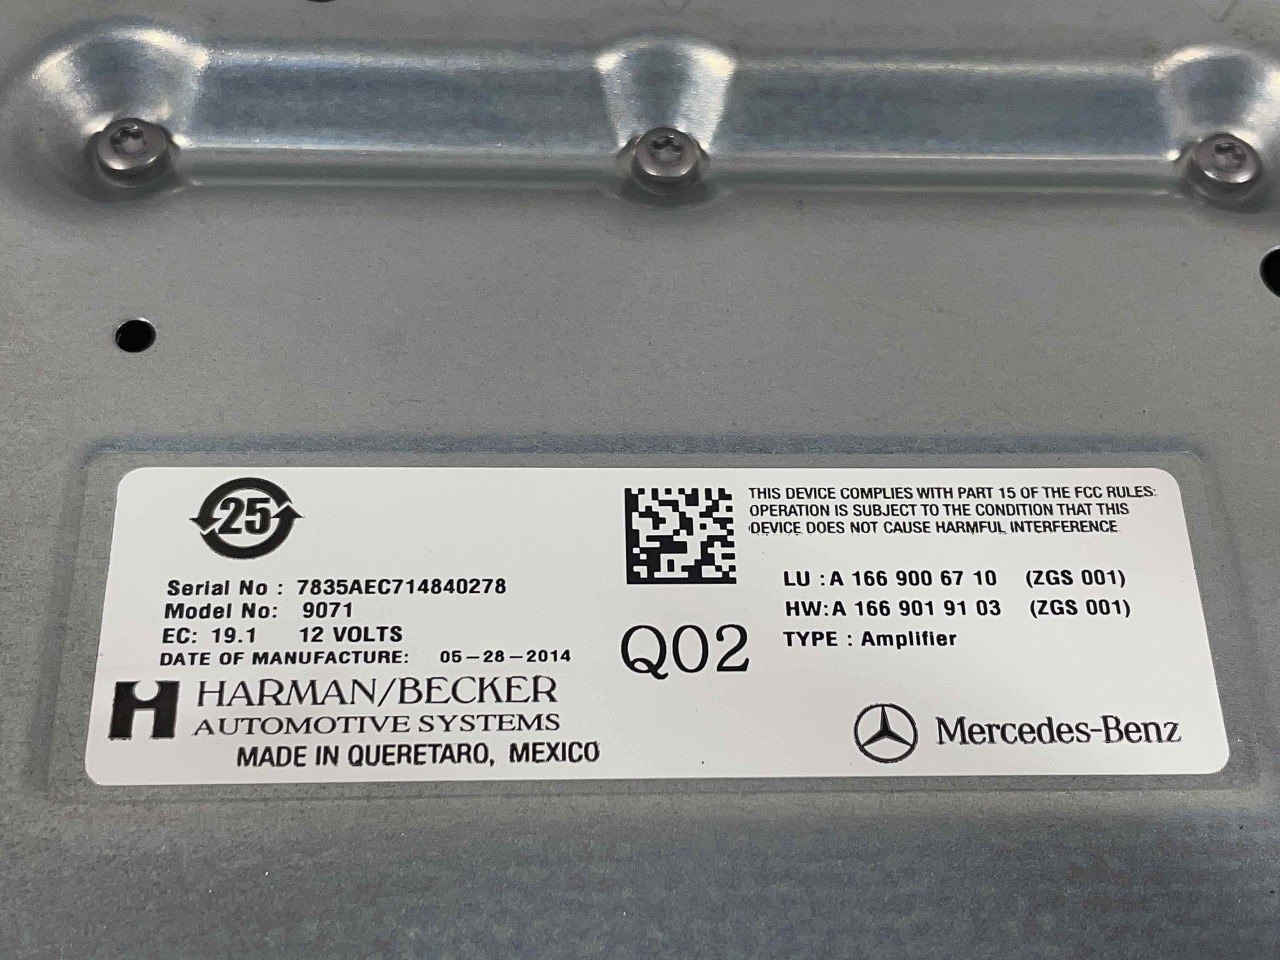 25
THIS DEVICE COMPLIES WITH PART 15 OF THE FCC RULES:
OPERATION IS SUBJECT TO THE CONDITION THAT THIS
DEVICE DOES NOT CAUSE HARMFUL INTERFERENCE
Serial No : 7835AEC714840278
Model No: 9071
EC: 19.1 12 VOLTS
DATE OF MANUFACTURE: 05-28-2014
HARMAN/BECKER
AUTOMOTIVE SYSTEMS
MADE IN QUERETARO, MEXICO
Q02
LU : A 166 900 67 10 (ZGS 001)
HW: A 166 901 91 03 (ZGS 001)
TYPE : Amplifier
Mercedes-Benz